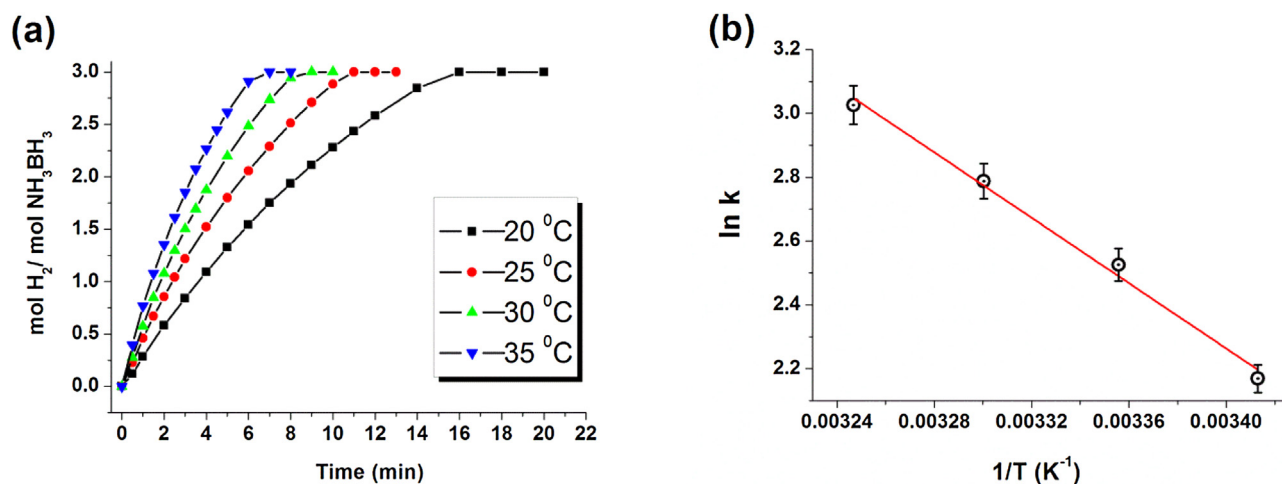 (a)
mol H2/ mol NH3BH3
3.0
2.5
2.0
1.5
1.0
0.5
0.0
0 2 4 6 8 10 12 14 16 18 20 22
Time (min)
20 ⁰C
25 ⁰C
30 ⁰C
35 ⁰C
(b)
ln k
3.2
3.0
2.8
2.6
2.4
2.2
0.00324 0.00328 0.00332 0.00336 0.00340
1/T (K⁻¹)